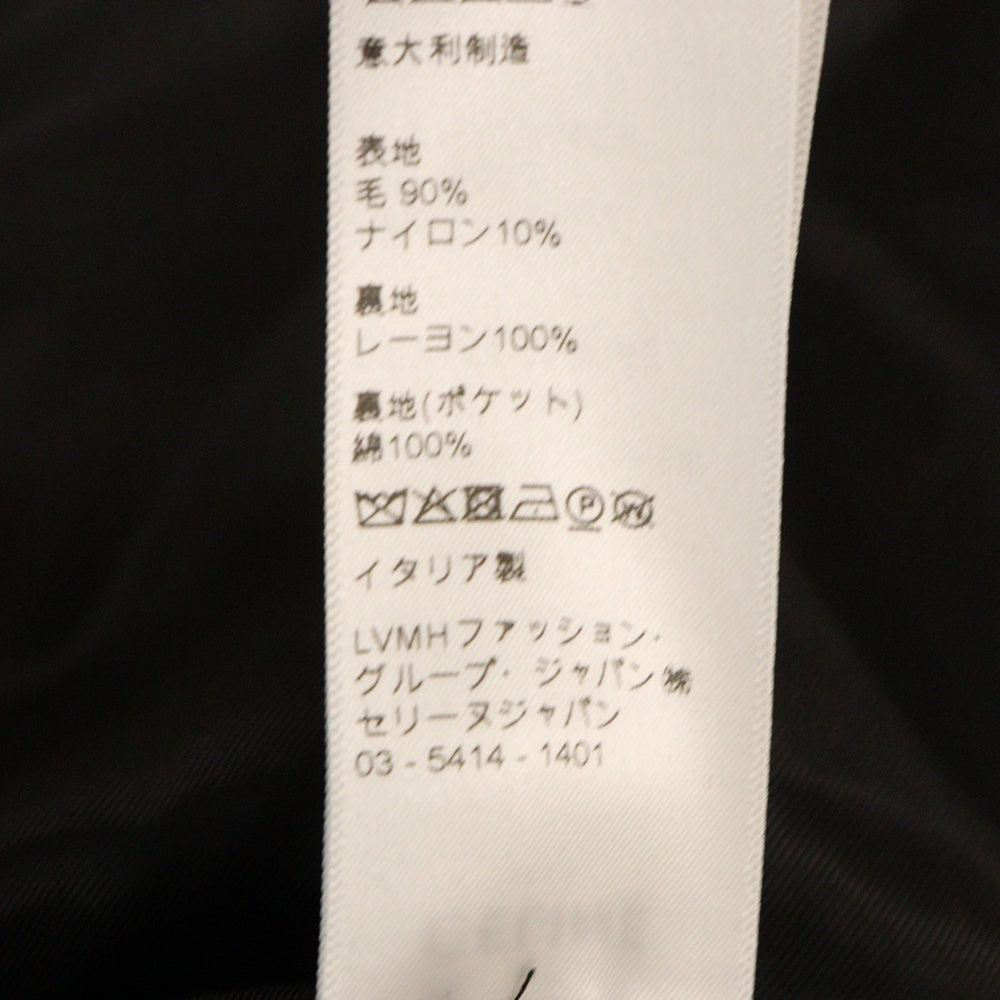 意大利制造
表地
毛 90%
ナイロン10%
裏地
レーヨン100%
裏地(ポケット)
綿100%
P W
イタリア製
LVMHファッション・
グループ・ジャパン㈱
セリーヌジャパン
03 - 5414 - 1401